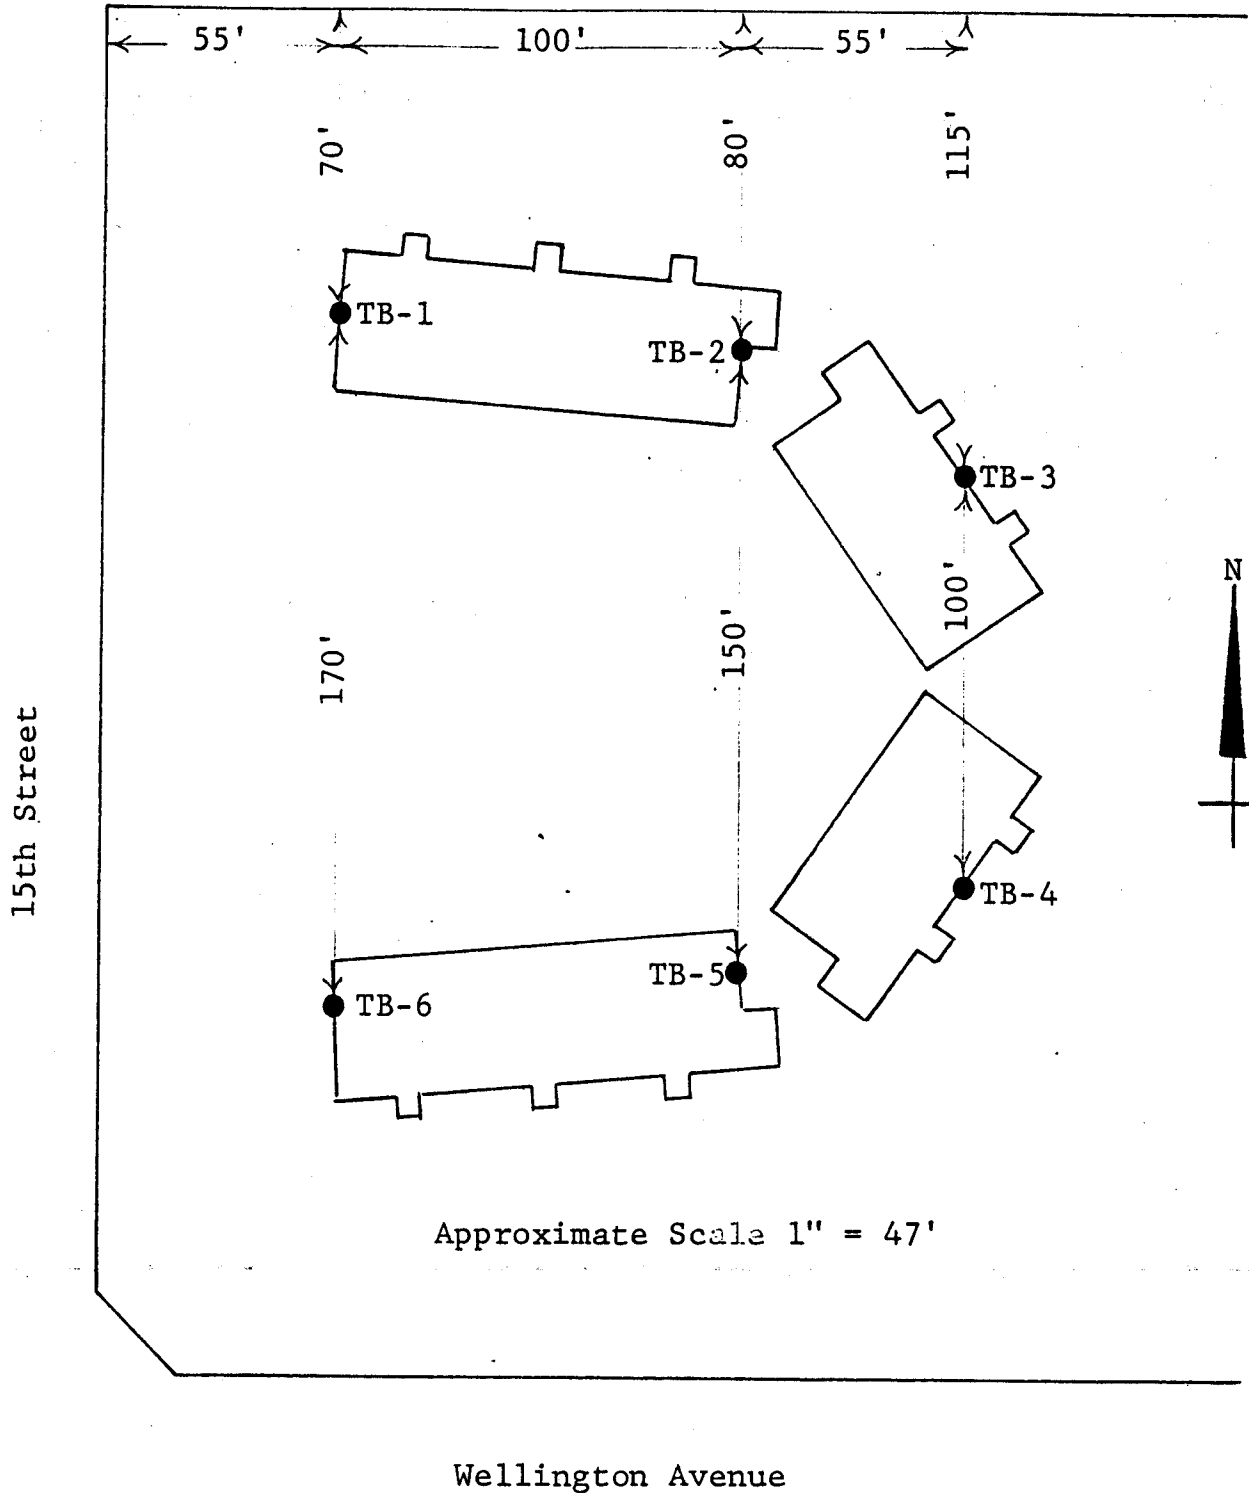 55' 100' 55'
70'
80'
115'
TB-1
TB-2
TB-3
N
100'
150'
170'
15th Street
TB-4
TB-5
TB-6
Approximate Scale 1" = 47'
Wellington Avenue